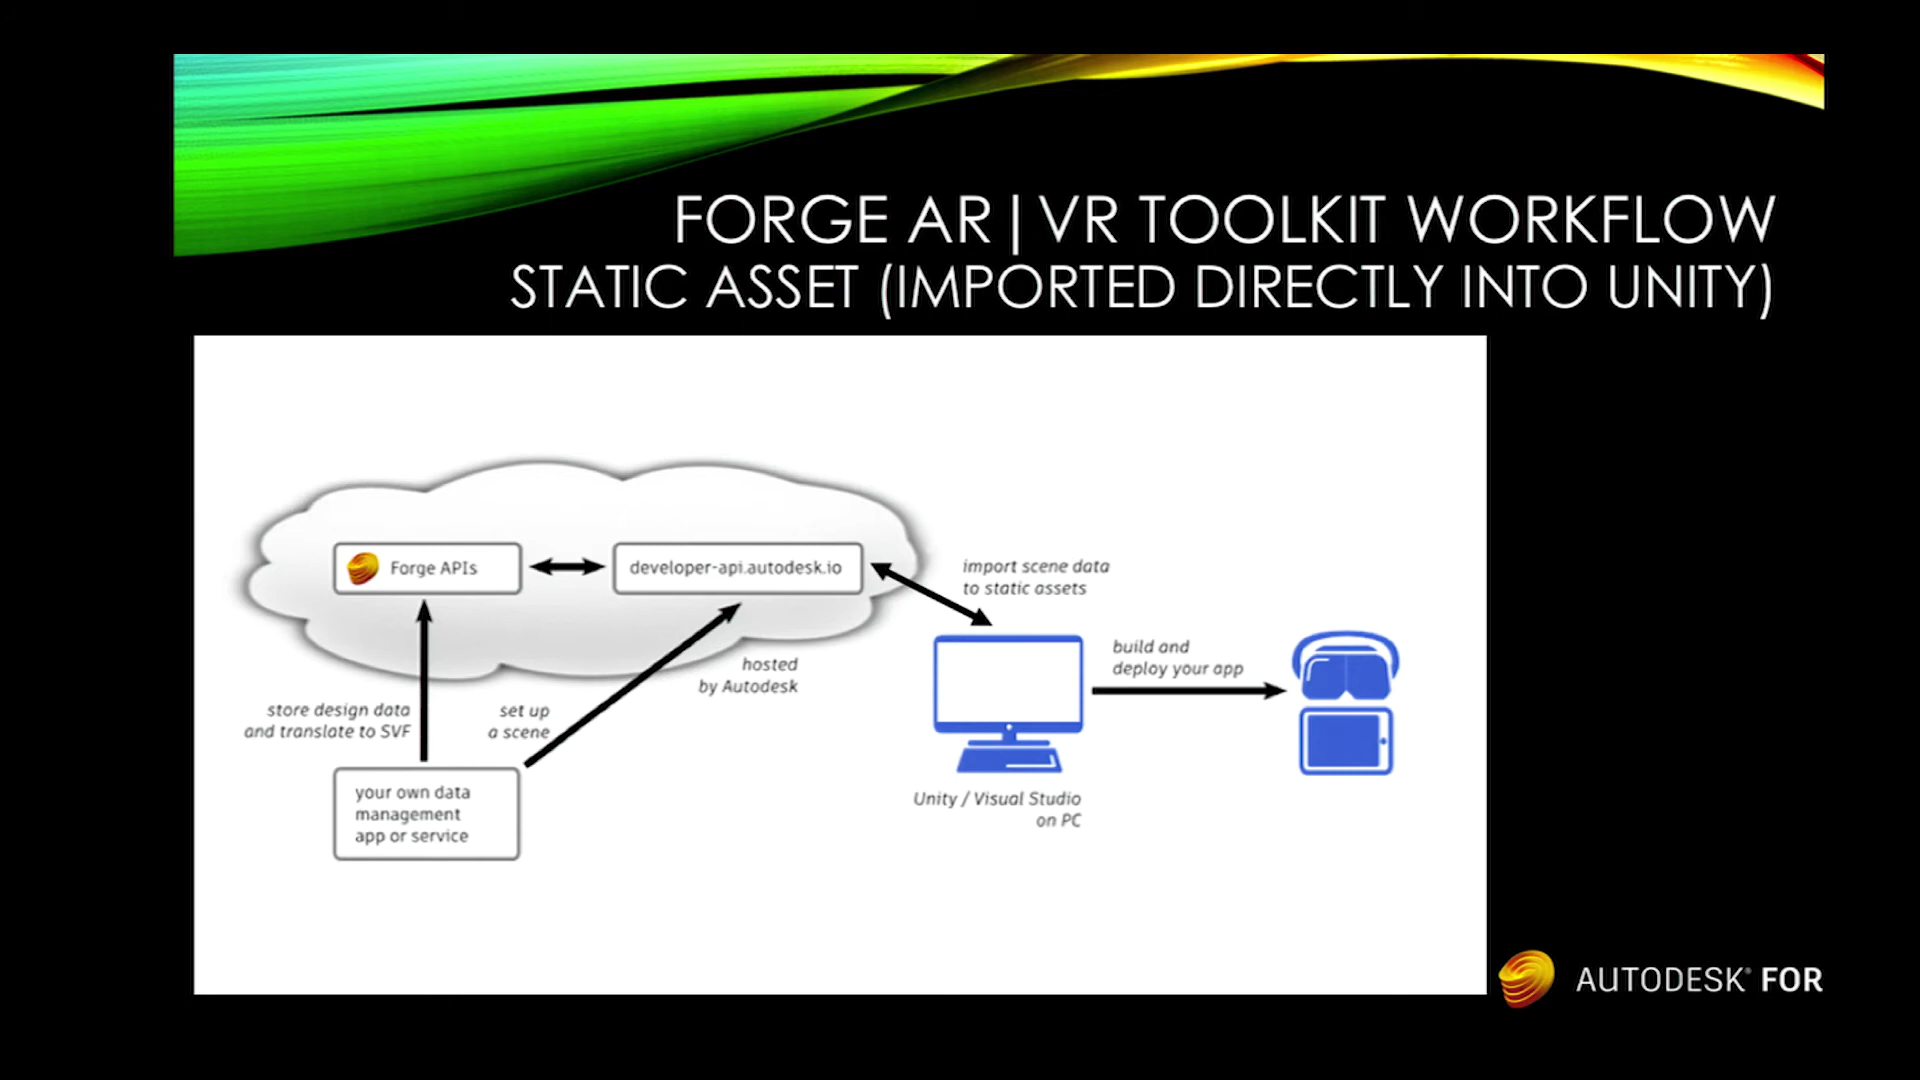 FORGE AR|VR TOOLKIT WORKFLOW
STATIC ASSET (IMPORTED DIRECTLY INTO UNITY)
Forge APIs
developer-api.autodesk.io
import scene data
to static assets
build and
deploy your app
hosted
by Autodesk
store design data
and translate to SVF
set up
a scene
your own data
management
app or service
Unity / Visual Studio
on PC
AUTODESK® FOR